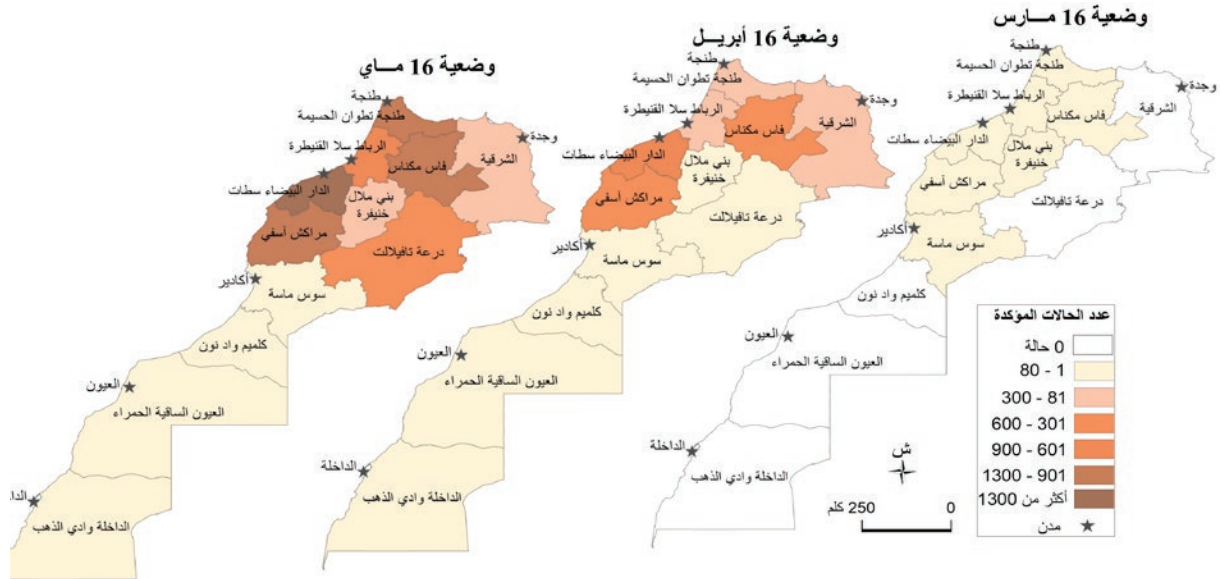 وضعية 16 مـــارس
طنجة
طنجة تطوان الحسيمة
وجدة
الرباط سلا القنيطرة
الشرقية
فاس مكناس
الدار البيضاء سطات
بني ملال
خنيفرة
مراكش أسفي
درعة تافيلالت
أكادير
سوس ماسة
كلميم واد نون
العيون
العيون الساقية الحمراء
الداخلة
الداخلة وادي الذهب
وضعية 16 أبريـــل
طنجة
طنجة تطوان الحسيمة
وجدة
الرباط سلا القنيطرة
الشرقية
فاس مكناس
الدار البيضاء سطات
بني ملال
خنيفرة
مراكش أسفي
درعة تافيلالت
أكادير
سوس ماسة
كلميم واد نون
العيون
العيون الساقية الحمراء
الداخلة
الداخلة وادي الذهب
وضعية 16 مـاي
طنجة
طنجة تطوان الحسيمة
وجدة
الرباط سلا القنيطرة
الشرقية
فاس مكناس
الدار البيضاء سطات
بني ملال
خنيفرة
مراكش أسفي
درعة تافيلالت
أكادير
سوس ماسة
كلميم واد نون
العيون
العيون الساقية الحمراء
الداخلة وادي الذهب
عدد الحالات المؤكدة
0 حالة
1 - 80
81 - 300
301 - 600
601 - 900
901 - 1300
أكثر من 1300
مدن
ش
0
250 كلم